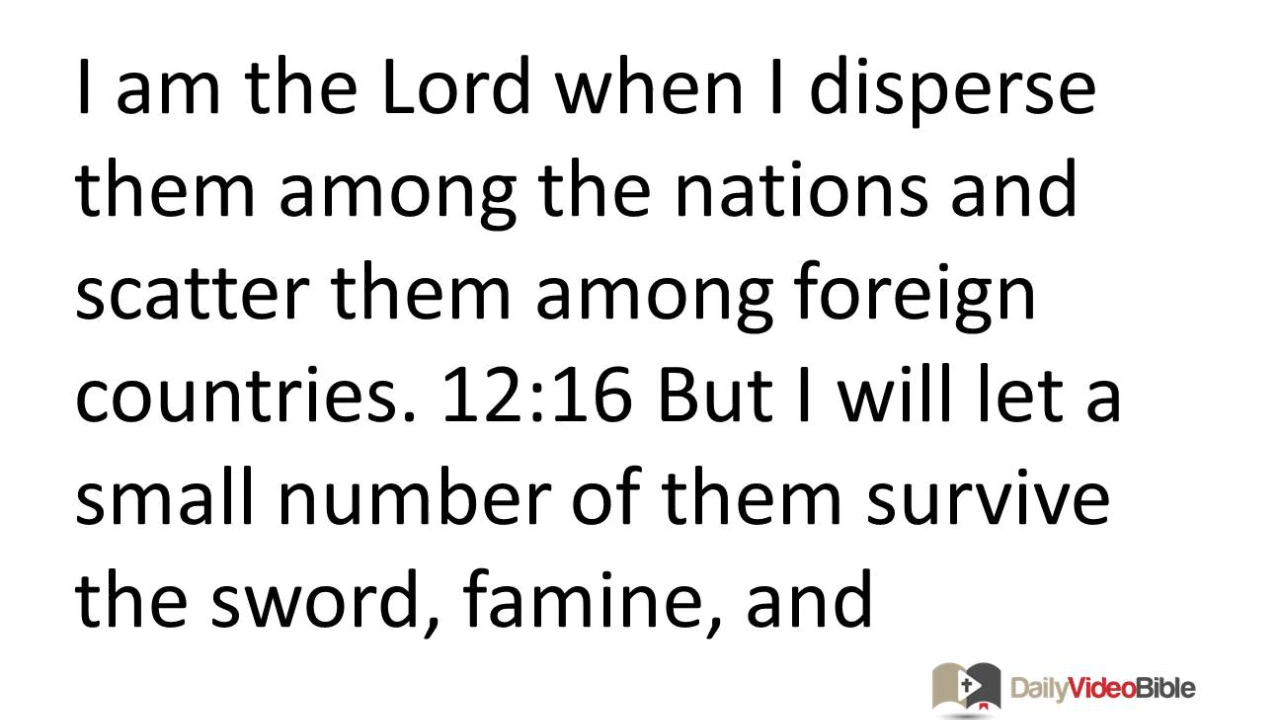 I am the Lord when I disperse
them among the nations and
scatter them among foreign
countries. 12:16 But I will let a
small number of them survive
the sword, famine, and
DailyVideoBible